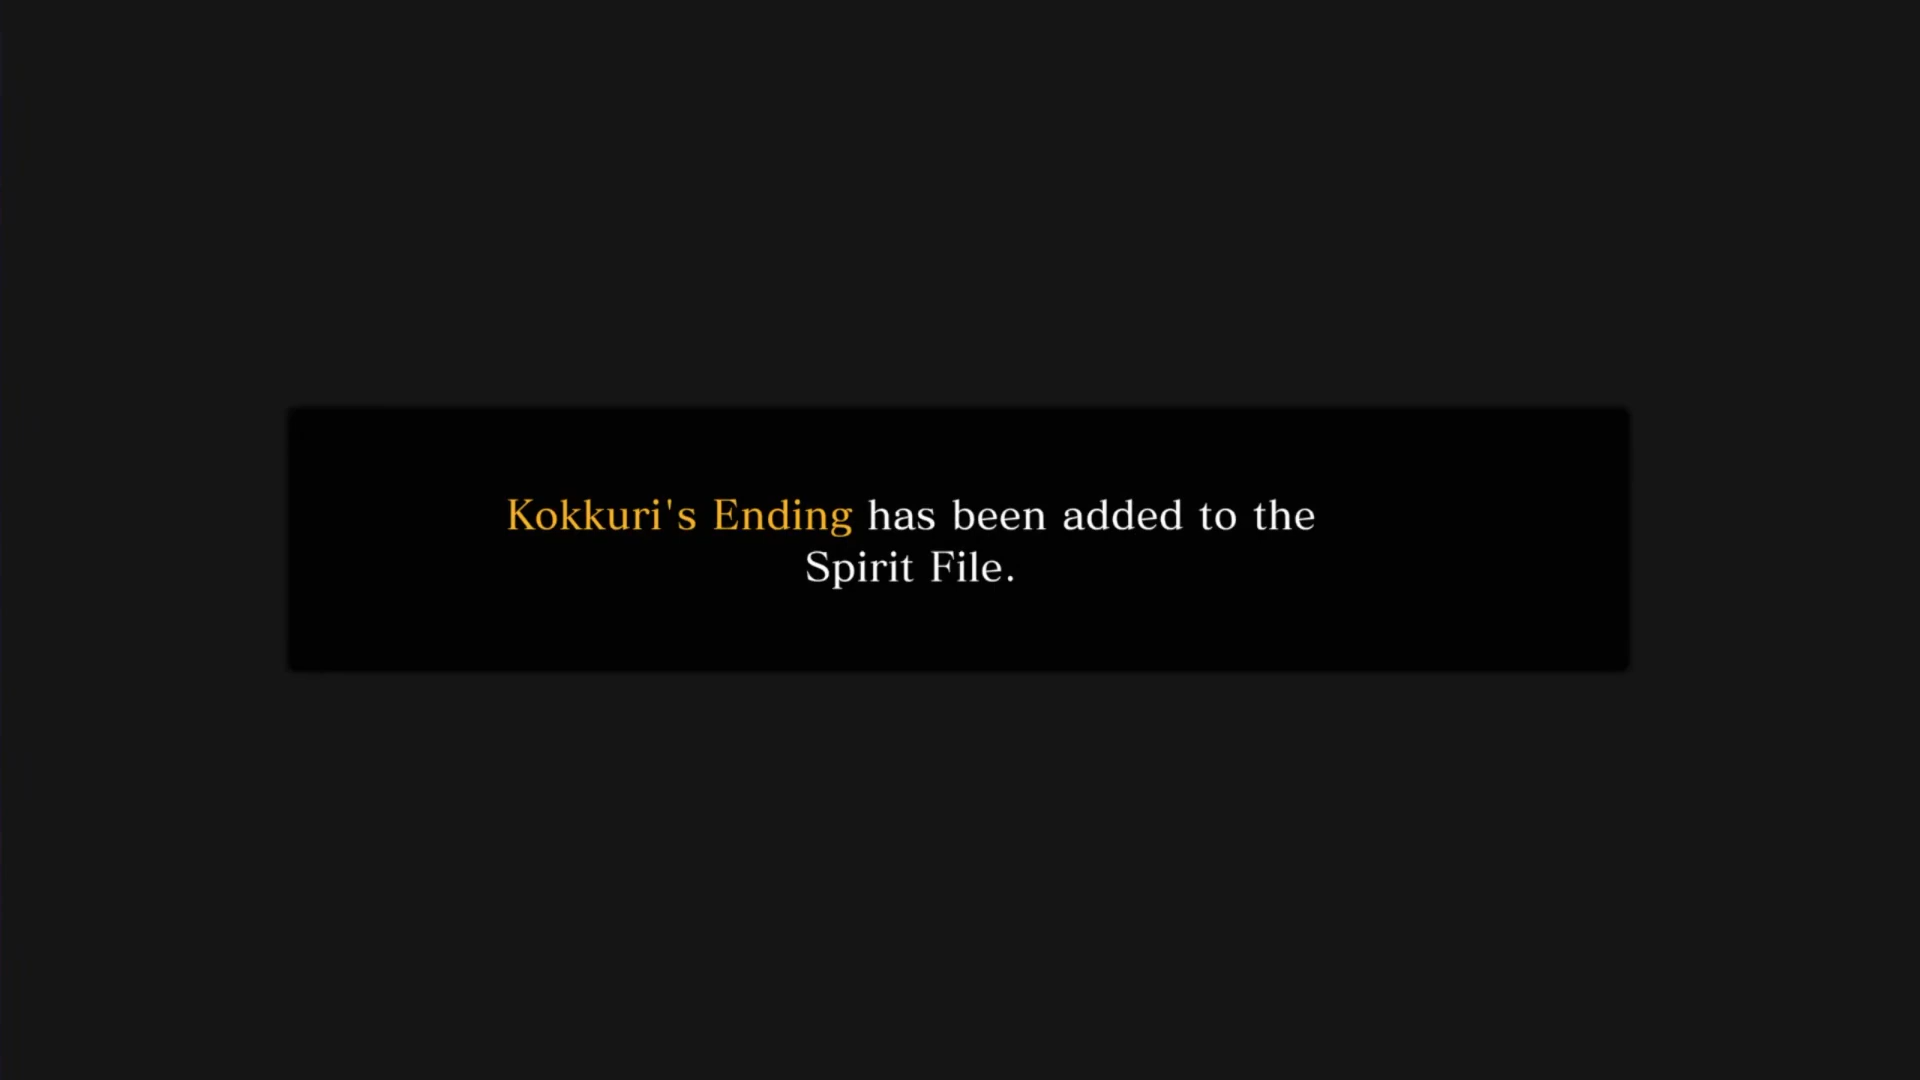 Kokkuri's Ending has been added to the
Spirit File.